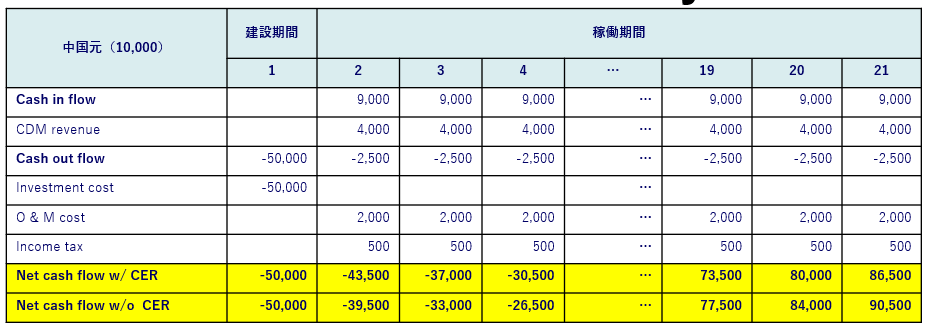 中国元（10,000） 建設期間 稼働期間
1 2 3 4 … 19 20 21
Cash in flow 9,000 9,000 9,000 … 9,000 9,000 9,000
CDM revenue 4,000 4,000 4,000 … 4,000 4,000 4,000
Cash out flow -50,000 -2,500 -2,500 -2,500 … -2,500 -2,500 -2,500
Investment cost -50,000 …
O & M cost 2,000 2,000 2,000 … 2,000 2,000 2,000
Income tax 500 500 500 … 500 500 500
Net cash flow w/ CER -50,000 -43,500 -37,000 -30,500 … 73,500 80,000 86,500
Net cash flow w/o CER -50,000 -39,500 -33,000 -26,500 … 77,500 84,000 90,500